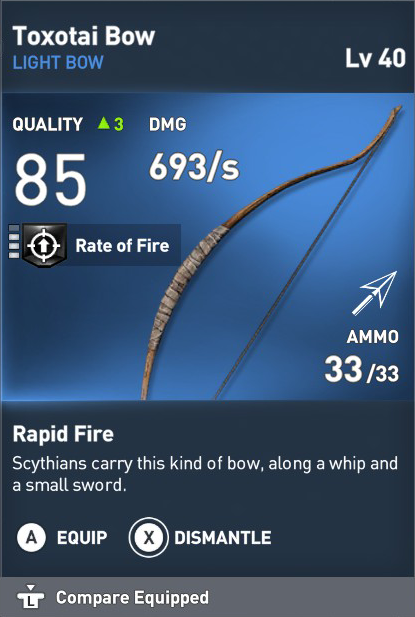 Toxotai Bow
LIGHT BOW
Lv 40
QUALITY ▲3 DMG
85 693/s
Rate of Fire
AMMO
33/33
Rapid Fire
Scythians carry this kind of bow, along a whip and
a small sword.
A EQUIP X DISMANTLE
L Compare Equipped